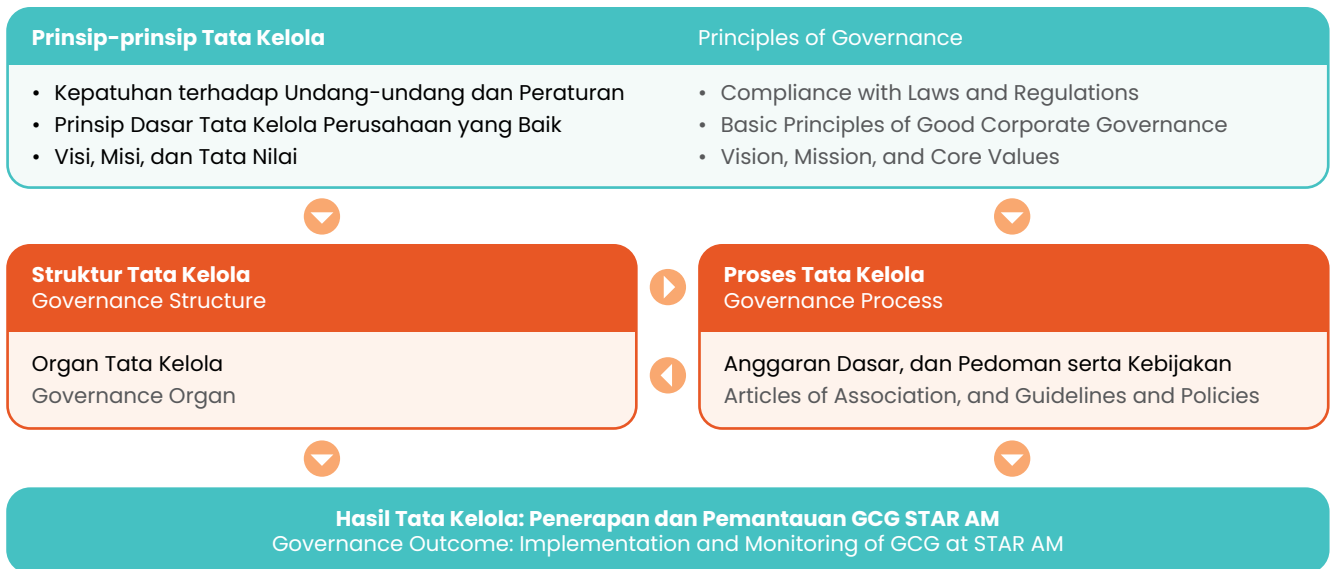 Prinsip-prinsip Tata Kelola
Principles of Governance
• Kepatuhan terhadap Undang-undang dan Peraturan
• Prinsip Dasar Tata Kelola Perusahaan yang Baik
• Visi, Misi, dan Tata Nilai
• Compliance with Laws and Regulations
• Basic Principles of Good Corporate Governance
• Vision, Mission, and Core Values
Struktur Tata Kelola
Governance Structure
Organ Tata Kelola
Governance Organ
Proses Tata Kelola
Governance Process
Anggaran Dasar, dan Pedoman serta Kebijakan
Articles of Association, and Guidelines and Policies
Hasil Tata Kelola: Penerapan dan Pemantauan GCG STAR AM
Governance Outcome: Implementation and Monitoring of GCG at STAR AM